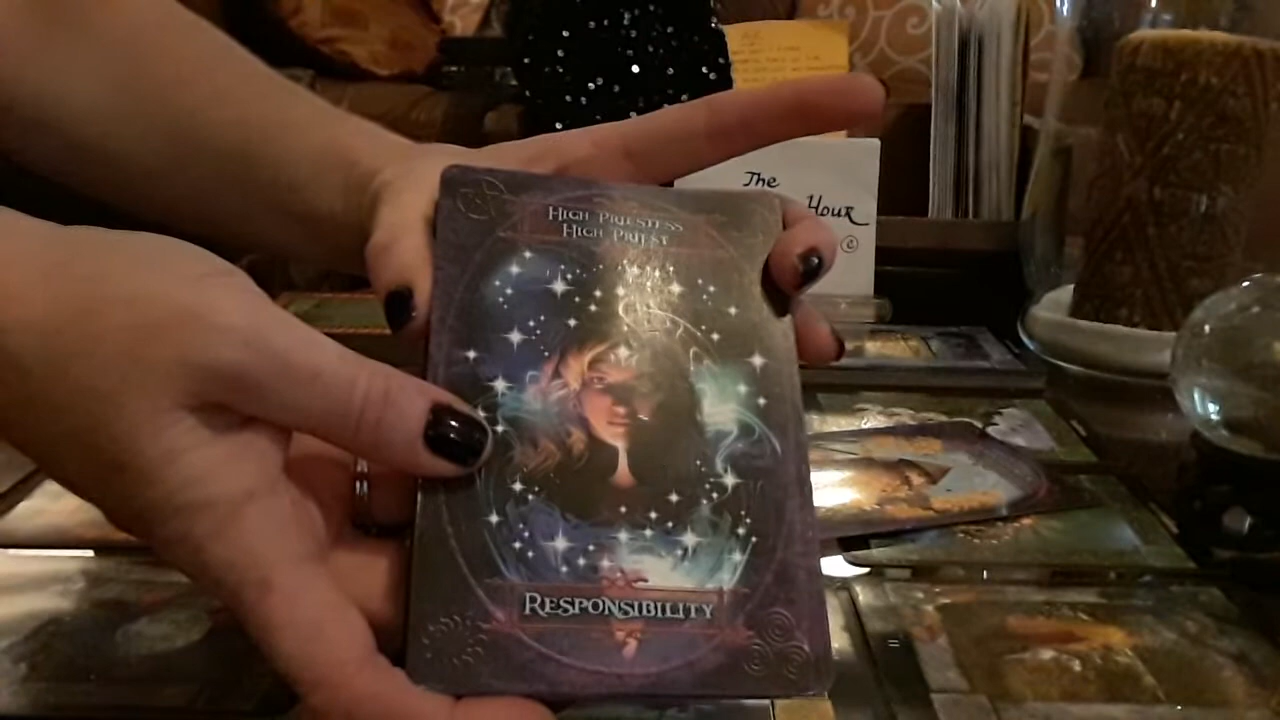 The
Hour
©
HIGH PRIESTESS
HIGH PRIEST
RESPONSIBILITY